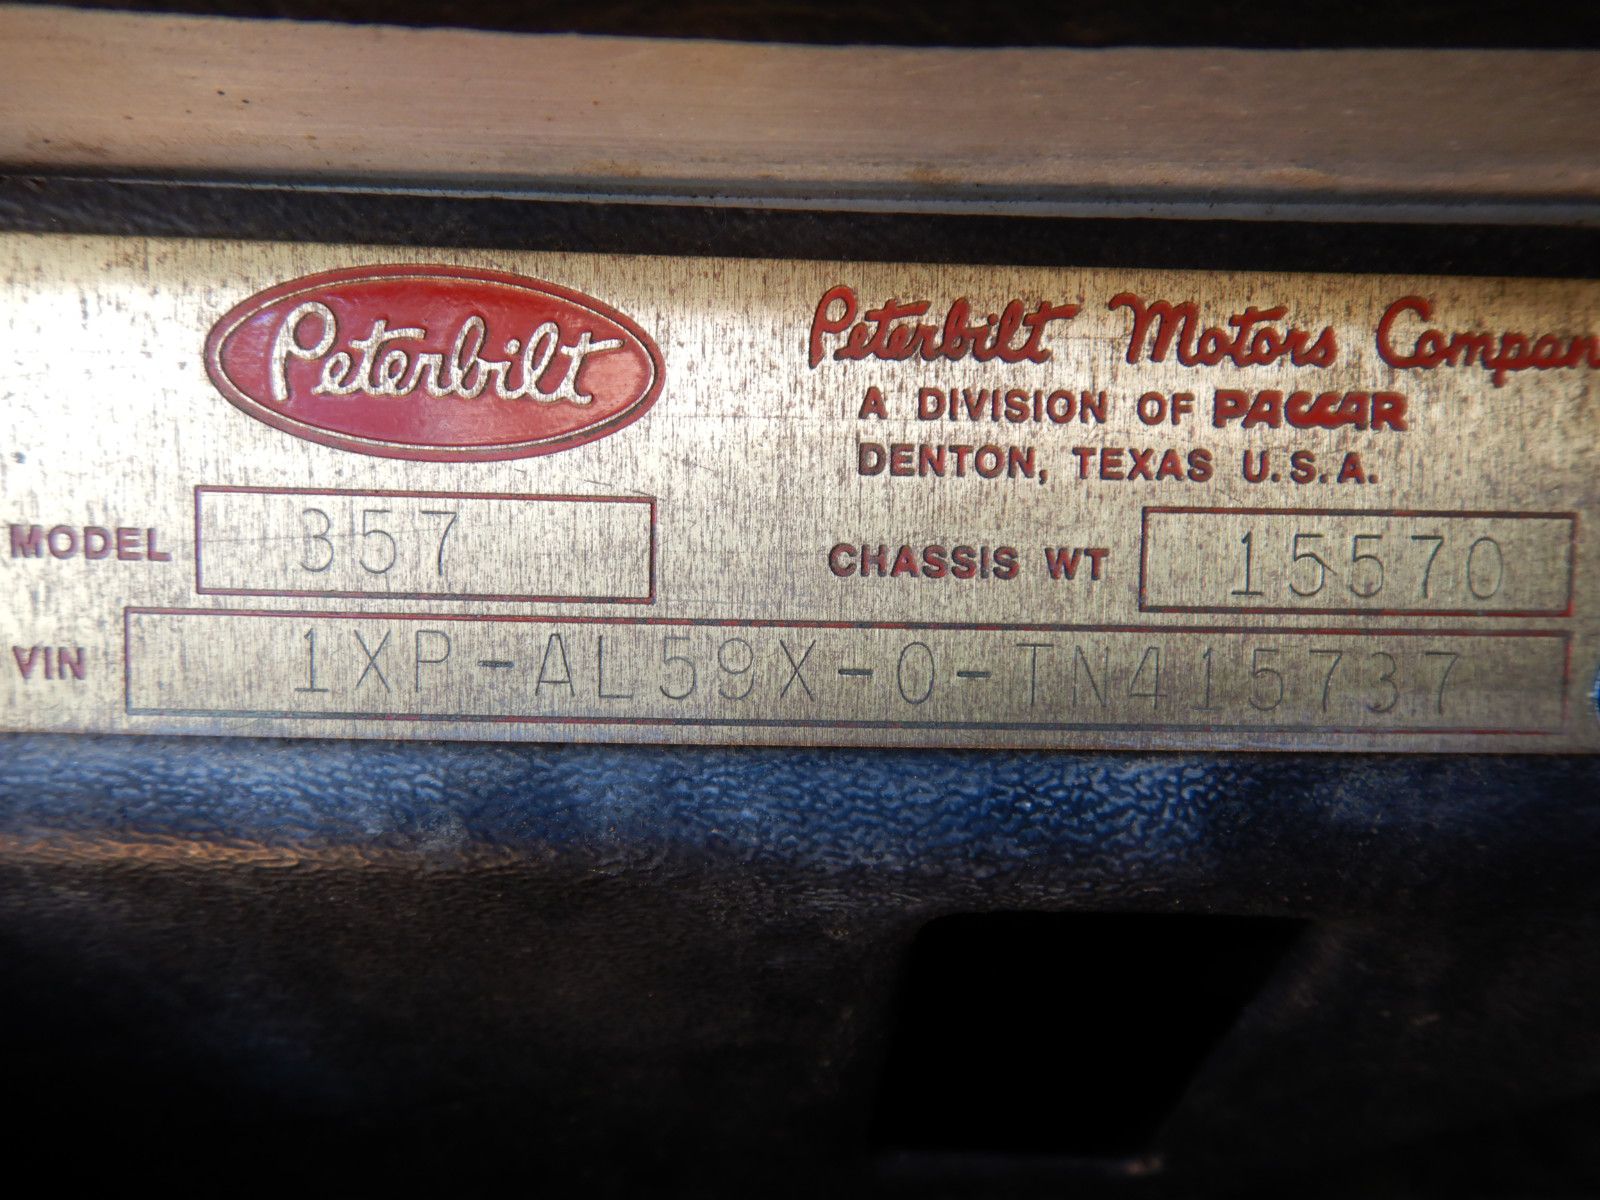 Peterbilt
Peterbilt Motors Compan
A DIVISION OF PACCAR
DENTON, TEXAS U.S.A.
MODEL 357
CHASSIS WT 15570
VIN 1XP-AL59X-0-TN415737